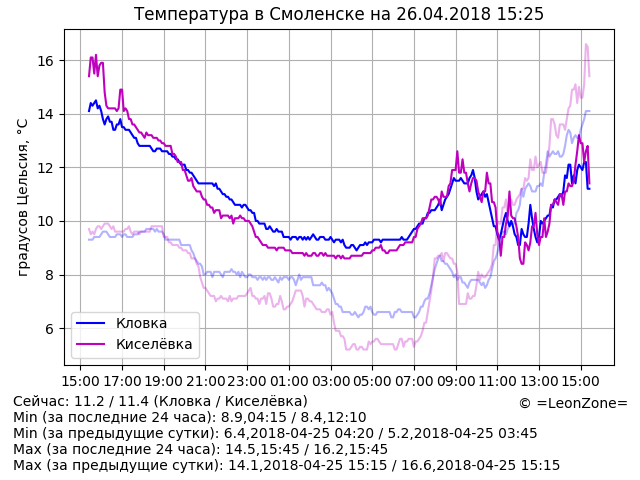 Температура в Смоленске на 26.04.2018 15:25
градусов Цельсия, °C
16
14
12
10
8
6
Кловка
Киселёвка
15:00 17:00 19:00 21:00 23:00 01:00 03:00 05:00 07:00 09:00 11:00 13:00 15:00
Сейчас: 11.2 / 11.4 (Кловка / Киселёвка)
© =LeonZone=
Min (за последние 24 часа): 8.9,04:15 / 8.4,12:10
Min (за предыдущие сутки): 6.4,2018-04-25 04:20 / 5.2,2018-04-25 03:45
Max (за последние 24 часа): 14.5,15:45 / 16.2,15:45
Max (за предыдущие сутки): 14.1,2018-04-25 15:15 / 16.6,2018-04-25 15:15